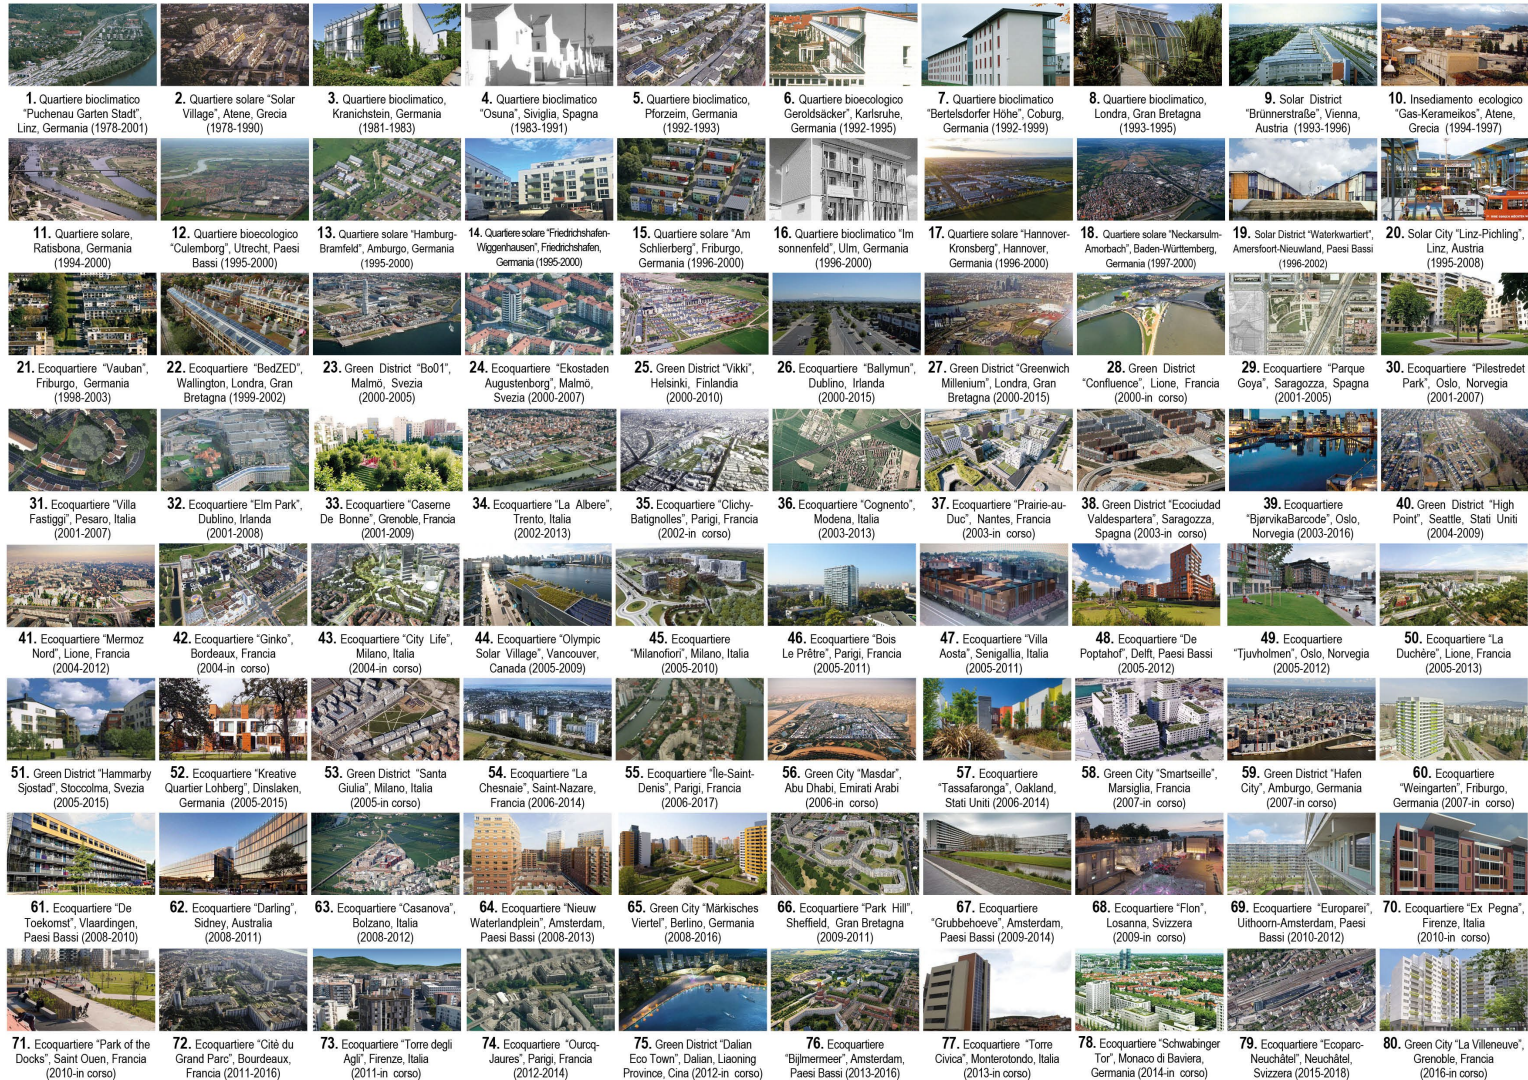 1. Quartiere bioclimatico
"Puchenau Garten Stadt",
Linz, Germania (1978-2001)
2. Quartiere solare "Solar
Village", Atene, Grecia
(1978-1990)
3. Quartiere bioclimatico,
Kranichstein, Germania
(1981-1983)
4. Quartiere bioclimatico
"Osuna", Siviglia, Spagna
(1983-1991)
5. Quartiere bioclimatico,
Pforzeim, Germania
(1992-1993)
6. Quartiere bioecologico
Geroldsäcker", Karlsruhe,
Germania (1992-1995)
7. Quartiere bioclimatico
"Bertelsdorfer Höhe", Coburg,
Germania (1992-1999)
8. Quartiere bioclimatico,
Londra, Gran Bretagna
(1993-1995)
9. Solar District
"Brünnerstraße", Vienna,
Austria (1993-1996)
10. Insediamento ecologico
"Gas-Kerameikos", Atene,
Grecia (1994-1997)
11. Quartiere solare,
Ratisbona, Germania
(1994-2000)
12. Quartiere bioecologico
"Culemborg", Utrecht, Paesi
Bassi (1995-2000)
13. Quartiere solare "Hamburg-
Bramfeld", Amburgo, Germania
(1995-2000)
14. Quartiere solare "Friedrichshafen-
Wiggenhausen", Friedrichshafen,
Germania (1995-2000)
15. Quartiere solare "Am
Schlierberg", Friburgo,
Germania (1996-2000)
16. Quartiere bioclimatico "Im
sonnenfeld", Ulm, Germania
(1996-2000)
17. Quartiere solare "Hannover-
Kronsberg", Hannover,
Germania (1996-2000)
18. Quartiere solare "Neckarsulm-
Amorbach", Baden-Württemberg,
Germania (1997-2000)
19. Solar District "Waterkwartiert",
Amersfoort-Nieuwland, Paesi Bassi
(1996-2002)
20. Solar City "Linz-Pichling",
Linz, Austria
(1995-2008)
21. Ecoquartiere "Vauban",
Friburgo, Germania
(1998-2003)
22. Ecoquartiere "BedZED",
Wallington, Londra, Gran
Bretagna (1999-2002)
23. Green District "Bo01",
Malmö, Svezia
(2000-2005)
24. Ecoquartiere "Ekostaden
Augustenborg", Malmö,
Svezia (2000-2007)
25. Green District "Vikki",
Helsinki, Finlandia
(2000-2010)
26. Ecoquartiere "Ballymun",
Dublino, Irlanda
(2000-2015)
27. Green District "Greenwich
Millenium", Londra, Gran
Bretagna (2000-2015)
28. Green District
"Confluence", Lione, Francia
(2000-in corso)
29. Ecoquartiere "Parque
Goya", Saragozza, Spagna
(2001-2005)
30. Ecoquartiere "Pilestredet
Park", Oslo, Norvegia
(2001-2007)
31. Ecoquartiere "Villa
Fastiggi", Pesaro, Italia
(2001-2007)
32. Ecoquartiere "Elm Park",
Dublino, Irlanda
(2001-2008)
33. Ecoquartiere "Caserne
De Bonne", Grenoble, Francia
(2001-2009)
34. Ecoquartiere "La Albere",
Trento, Italia
(2002-2013)
35. Ecoquartiere "Clichy-
Batignolles", Parigi, Francia
(2002-in corso)
36. Ecoquartiere "Cognento",
Modena, Italia
(2003-2013)
37. Ecoquartiere "Prairie-au-
Duc", Nantes, Francia
(2003-in corso)
38. Green District "Ecociudad
Valdespartera", Saragozza,
Spagna (2003-in corso)
39. Ecoquartiere
"BjørvikaBarcode", Oslo,
Norvegia (2003-2016)
40. Green District "High
Point", Seattle, Stati Uniti
(2004-2009)
41. Ecoquartiere "Mermoz
Nord", Lione, Francia
(2004-2012)
42. Ecoquartiere "Ginko",
Bordeaux, Francia
(2004-in corso)
43. Ecoquartiere "City Life",
Milano, Italia
(2004-in corso)
44. Ecoquartiere "Olympic
Solar Village", Vancouver,
Canada (2005-2009)
45. Ecoquartiere
"Milanofiori", Milano, Italia
(2005-2010)
46. Ecoquartiere "Bois
Le Prêtre", Parigi, Francia
(2005-2011)
47. Ecoquartiere "Villa
Aosta", Senigallia, Italia
(2005-2011)
48. Ecoquartiere "De
Poptahof", Delft, Paesi Bassi
(2005-2012)
49. Ecoquartiere
"Tjuvholmen", Oslo, Norvegia
(2005-2012)
50. Ecoquartiere "La
Duchère", Lione, Francia
(2005-2013)
51. Green District "Hammarby
Sjostad", Stoccolma, Svezia
(2005-2015)
52. Ecoquartiere "Kreative
Quartier Lohberg", Dinslaken,
Germania (2005-2015)
53. Green District "Santa
Giulia", Milano, Italia
(2005-in corso)
54. Ecoquartiere "La
Chesnaie", Saint-Nazare,
Francia (2006-2014)
55. Ecoquartiere "Île-Saint-
Denis", Parigi, Francia
(2006-2017)
56. Green City "Masdar",
Abu Dhabi, Emirati Arabi
(2006-in corso)
57. Ecoquartiere
"Tassafaronga", Oakland,
Stati Uniti (2006-2014)
58. Green City "Smartseille",
Marsiglia, Francia
(2007-in corso)
59. Green District "Hafen
City", Amburgo, Germania
(2007-in corso)
60. Ecoquartiere
"Weingarten", Friburgo,
Germania (2007-in corso)
61. Ecoquartiere "De
Toekomst", Vlaardingen,
Paesi Bassi (2008-2010)
62. Ecoquartiere "Darling",
Sidney, Australia
(2008-2011)
63. Ecoquartiere "Casanova",
Bolzano, Italia
(2008-2012)
64. Ecoquartiere "Nieuw
Waterlandplein", Amsterdam,
Paesi Bassi (2008-2013)
65. Green City "Märkisches
Viertel", Berlino, Germania
(2008-2016)
66. Ecoquartiere "Park Hill",
Sheffield, Gran Bretagna
(2009-2011)
67. Ecoquartiere
"Grubbehoeve", Amsterdam,
Paesi Bassi (2009-2014)
68. Ecoquartiere "Flon",
Losanna, Svizzera
(2009-in corso)
69. Ecoquartiere "Europarei",
Uithoorn-Amsterdam, Paesi
Bassi (2010-2012)
70. Ecoquartiere "Ex Pegna",
Firenze, Italia
(2010-in corso)
71. Ecoquartiere "Park of the
Docks", Saint Ouen, Francia
(2010-in corso)
72. Ecoquartiere "Citè du
Grand Parc", Bourdeaux,
Francia (2011-2016)
73. Ecoquartiere "Torre degli
Agli", Firenze, Italia
(2011-in corso)
74. Ecoquartiere "Ourcq-
Jaures", Parigi, Francia
(2012-2014)
75. Green District "Dalian
Eco Town", Dalian, Liaoning
Province, Cina (2012-in corso)
76. Ecoquartiere
"Bijlmermeer", Amsterdam,
Paesi Bassi (2013-2016)
77. Ecoquartiere "Torre
Civica", Monterotondo, Italia
(2013-in corso)
78. Ecoquartiere "Schwabinger
Tor", Monaco di Baviera,
Germania (2014-in corso)
79. Ecoquartiere "Ecoparc-
Neuchâtel", Neuchâtel,
Svizzera (2015-2018)
80. Green City "La Villeneuve",
Grenoble, Francia
(2016-in corso)